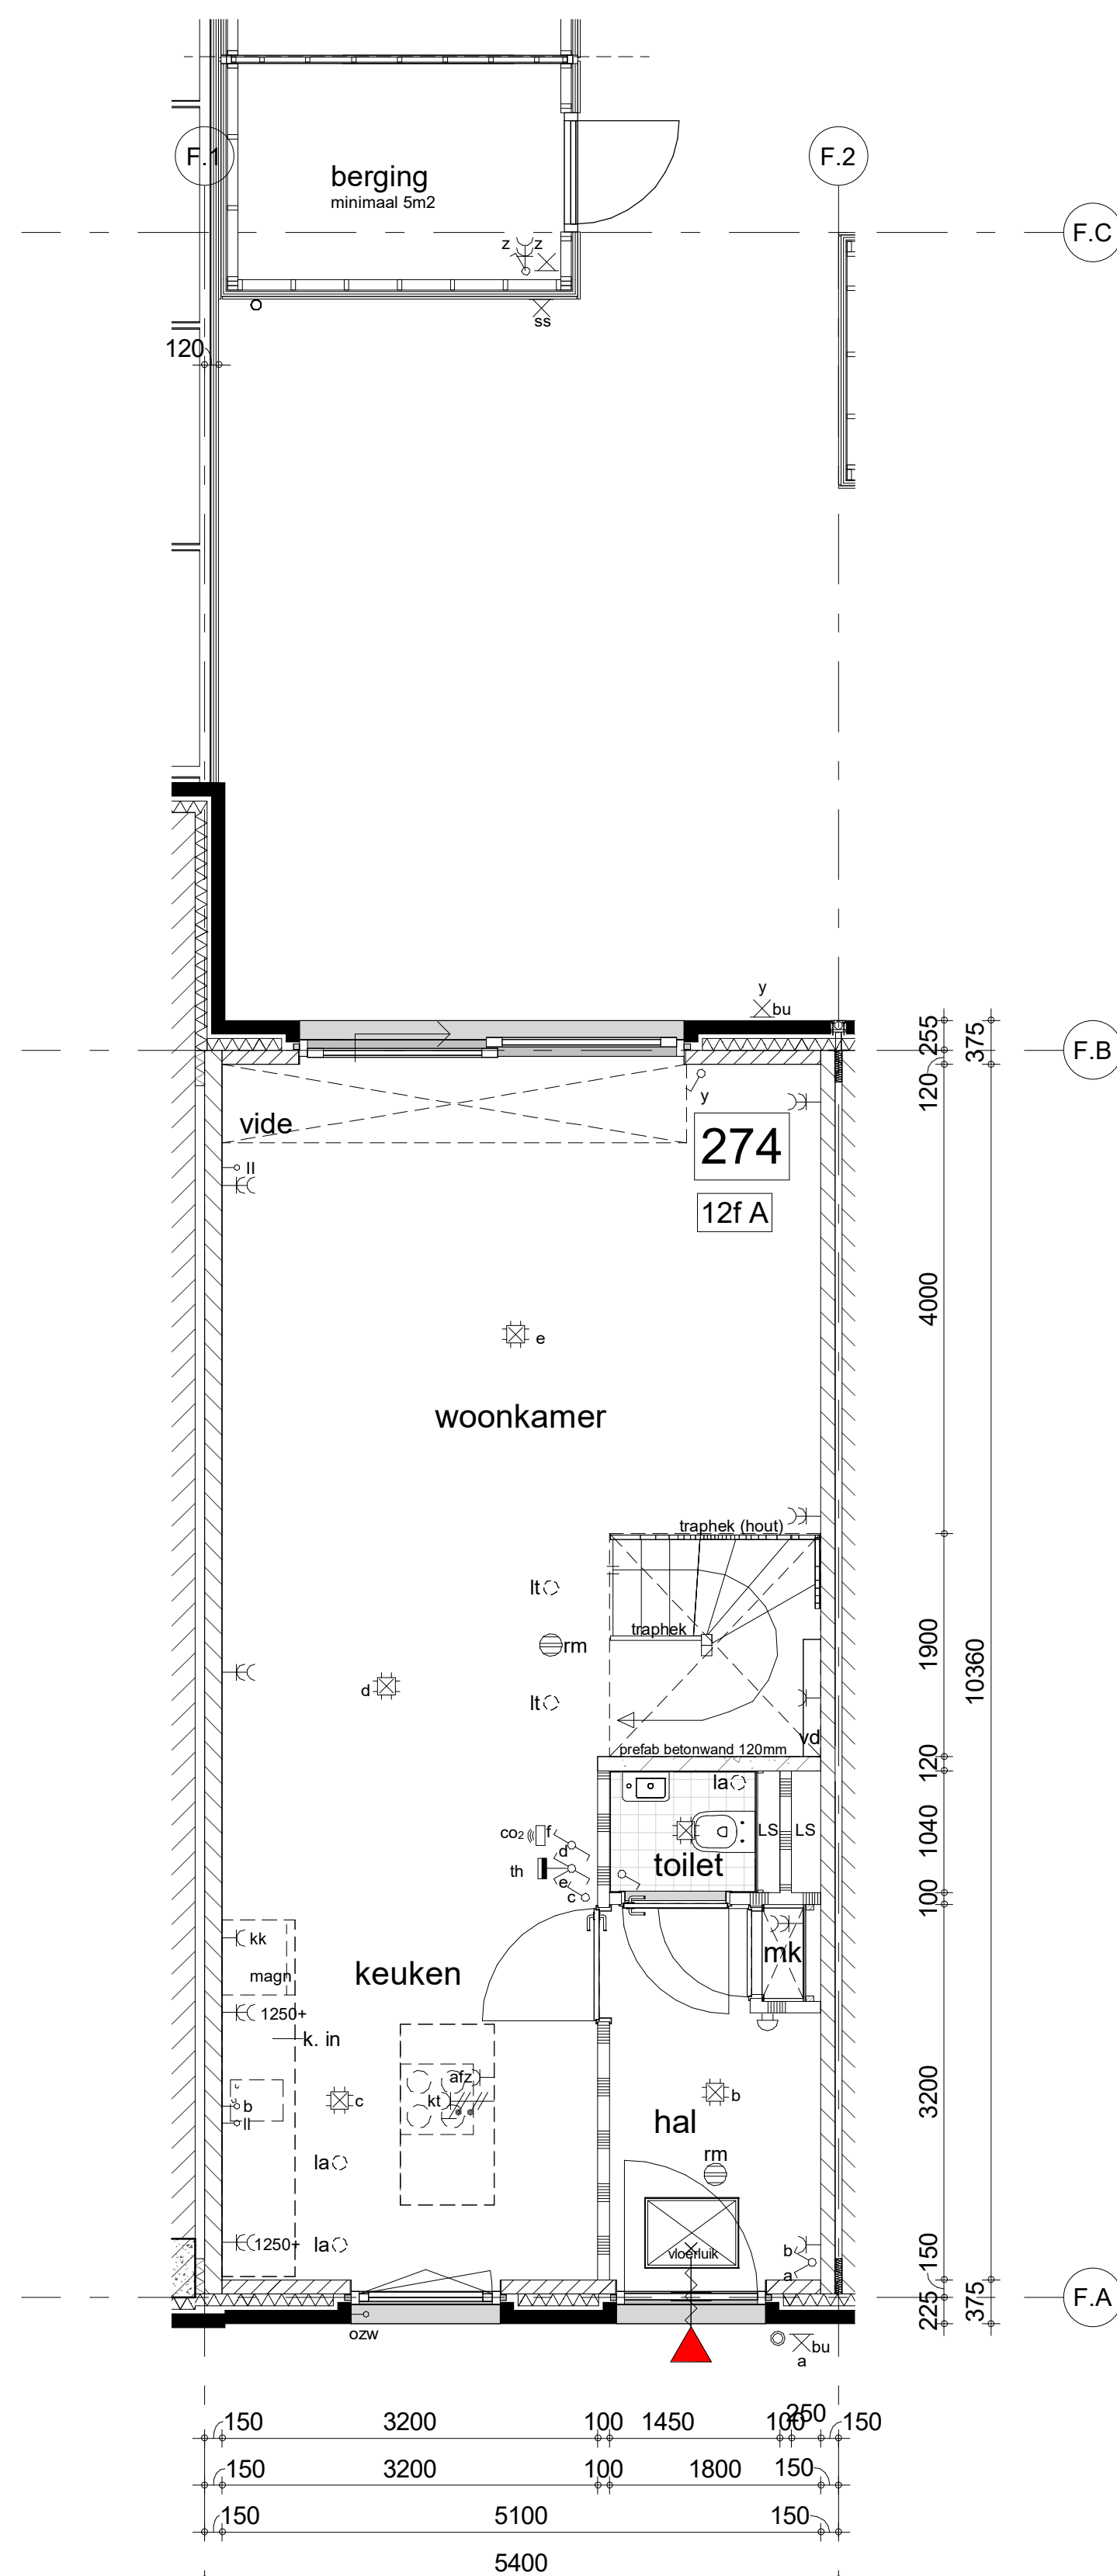 F.1
berging
minimaal 5m2
F.2
F.C
z z
ss
120
y
bu
F.B
255
375
120
y
vide
274
ll
12f A
4000
e
woonkamer
traphek (hout)
lt
traphek
rm
1900
10360
d
lt
vd
prefab betonwand 120mm
120
la
co2
f
LS
LS
1040
d
th
toilet
e
c
100
kk
mk
magn
keuken
1250+
k. in
afz
kt
b
c
b
ll
3200
hal
rm
la
1250+
la
vloerluik
b
a
150
225
375
F.A
ozw
bu
a
150 3200 100 1450 100 250 150
150 3200 100 1800 150
150 5100 150
5400